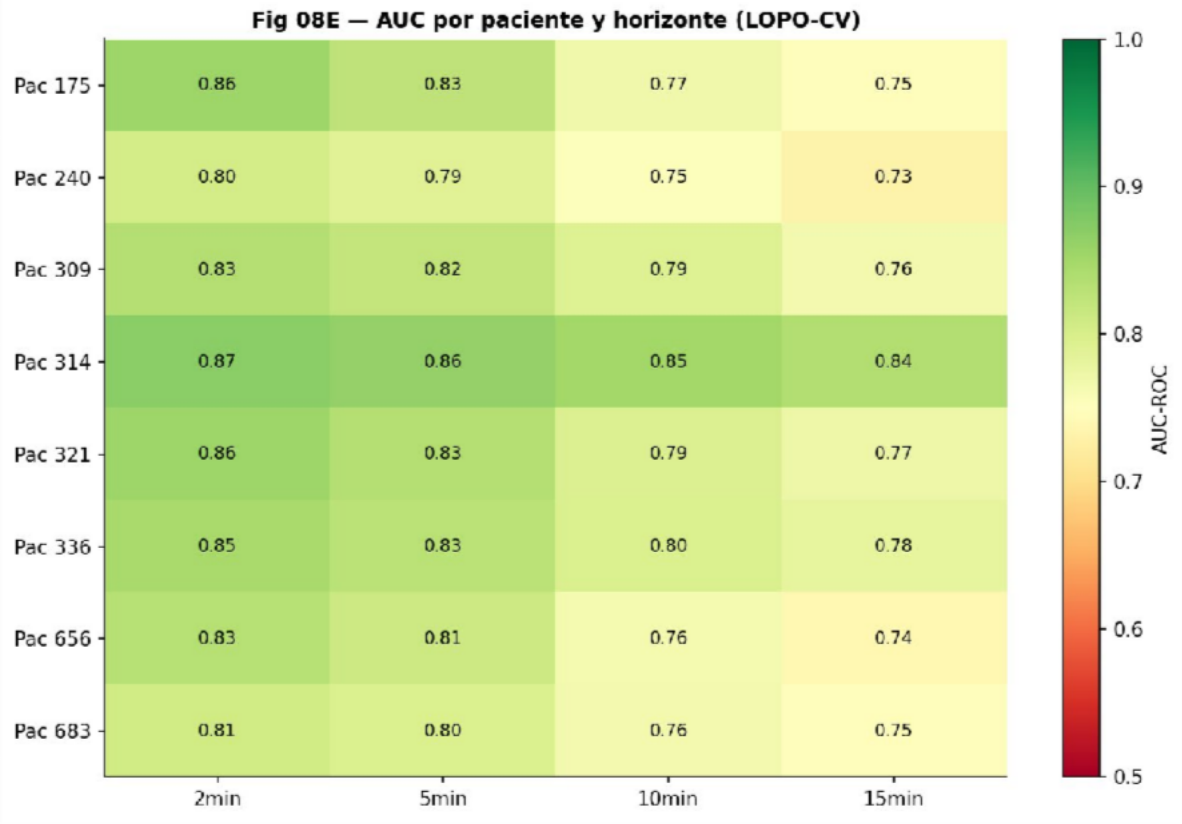 Fig 08E — AUC por paciente y horizonte (LOPO-CV)
Pac 175 0.86 0.83 0.77 0.75
Pac 240 0.80 0.79 0.75 0.73
Pac 309 0.83 0.82 0.79 0.76
Pac 314 0.87 0.86 0.85 0.84
Pac 321 0.86 0.83 0.79 0.77
Pac 336 0.85 0.83 0.80 0.78
Pac 656 0.83 0.81 0.76 0.74
Pac 683 0.81 0.80 0.76 0.75
2min 5min 10min 15min
1.0
0.9
0.8
0.7
0.6
0.5
AUC-ROC